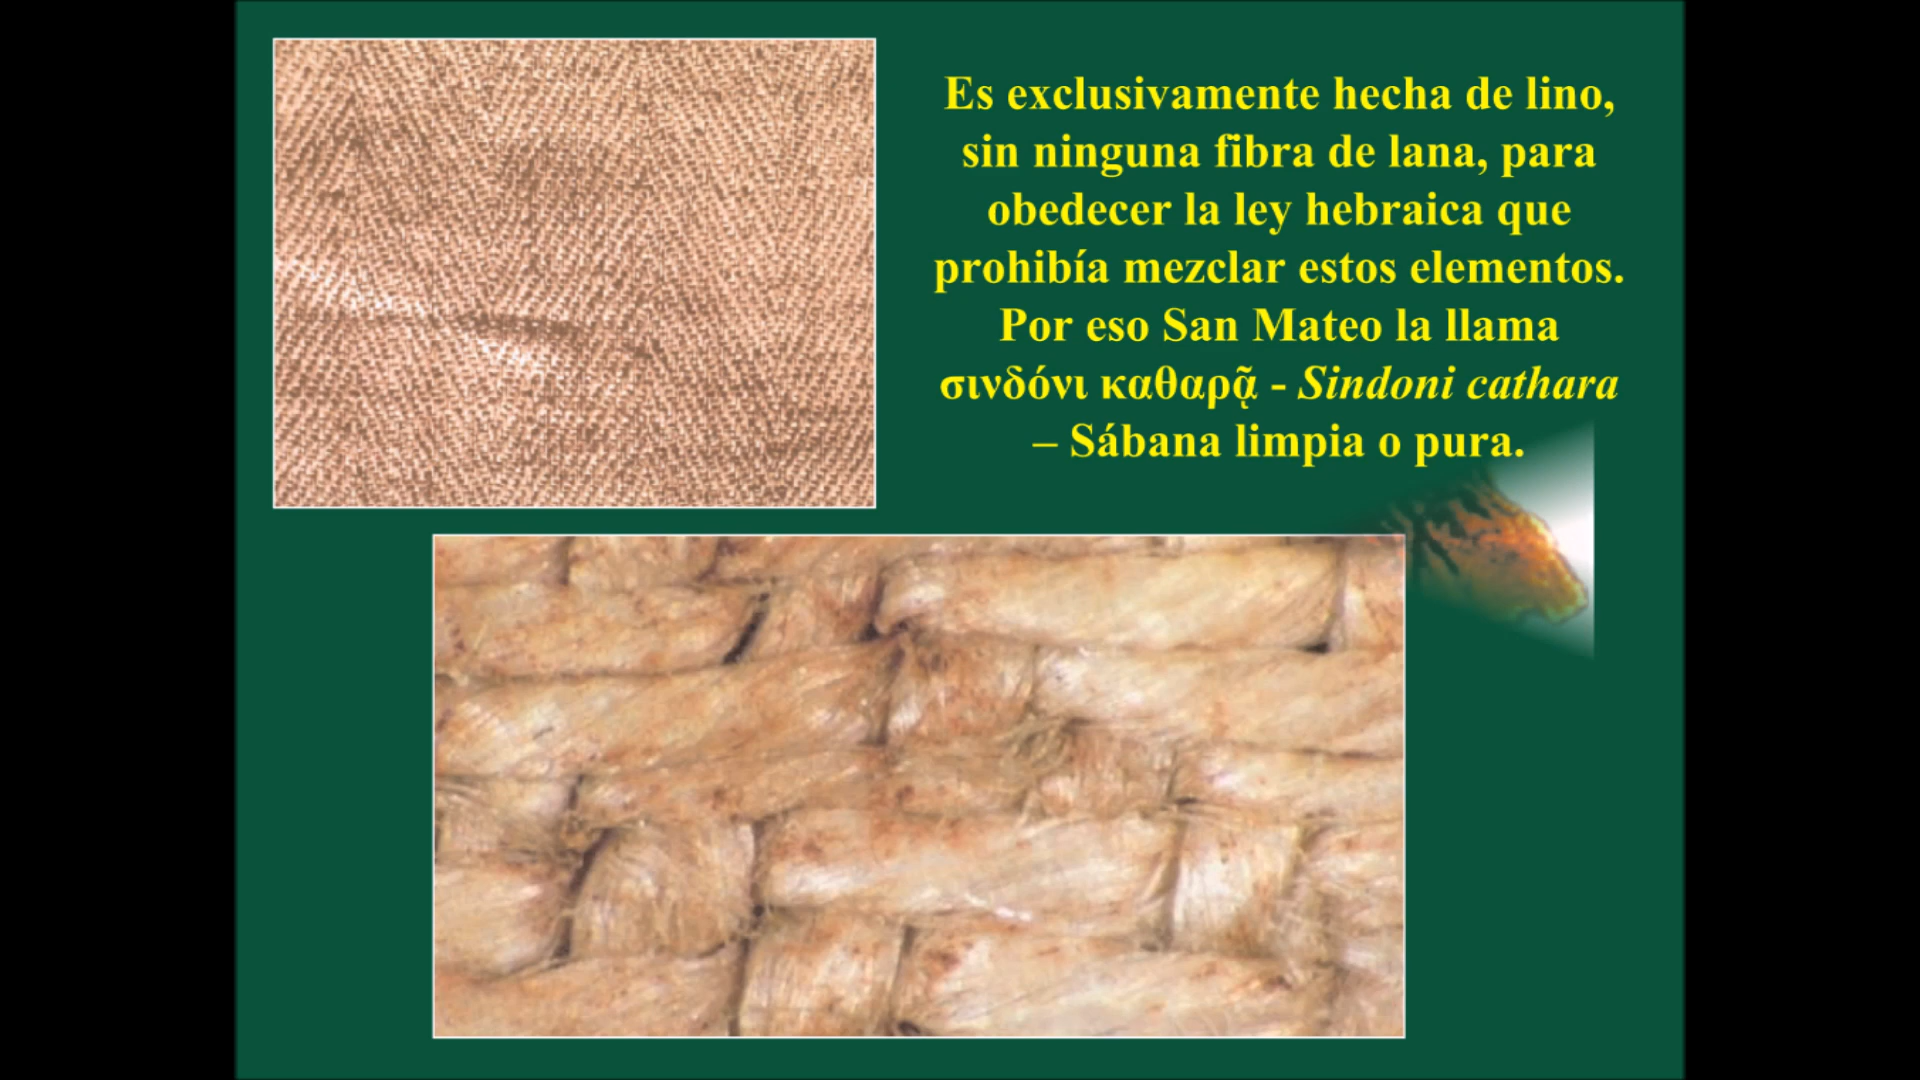 Es exclusivamente hecha de lino,
sin ninguna fibra de lana, para
obedecer la ley hebraica que
prohibía mezclar estos elementos.
Por eso San Mateo la llama
σινδόνι καθαρᾷ - Sindoni cathara
– Sábana limpia o pura.